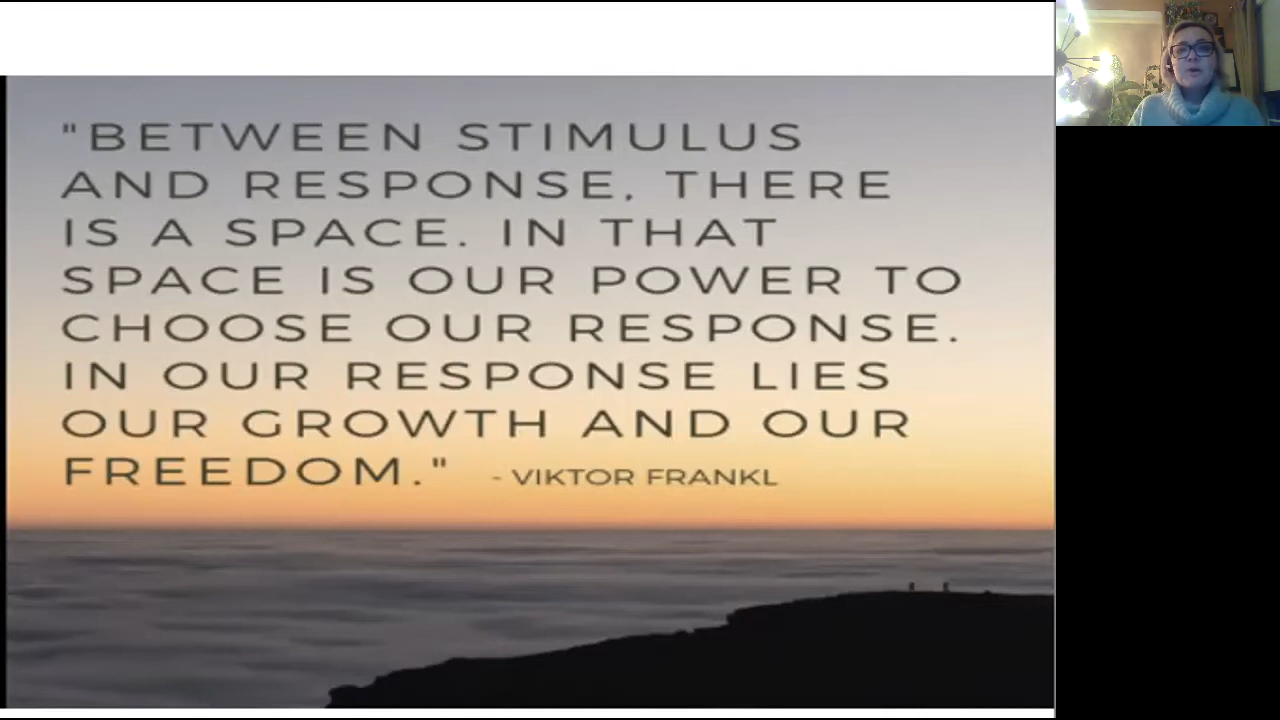 "BETWEEN STIMULUS
AND RESPONSE, THERE
IS A SPACE. IN THAT
SPACE IS OUR POWER TO
CHOOSE OUR RESPONSE.
IN OUR RESPONSE LIES
OUR GROWTH AND OUR
FREEDOM." - VIKTOR FRANKL